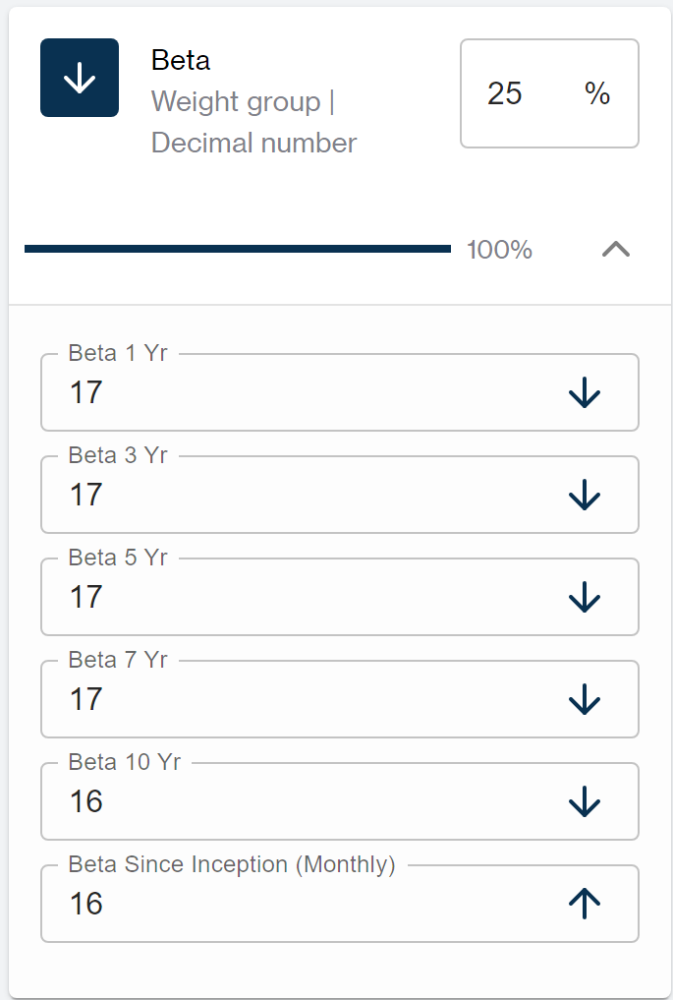 Beta
Weight group |
Decimal number
25 %
100%
Beta 1 Yr
17
Beta 3 Yr
17
Beta 5 Yr
17
Beta 7 Yr
17
Beta 10 Yr
16
Beta Since Inception (Monthly)
16